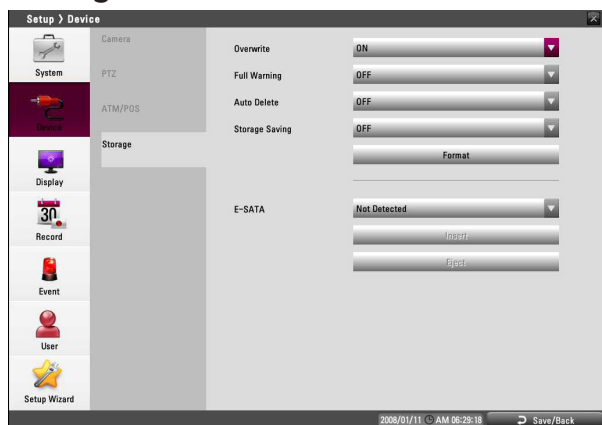 Setup > Device
System
Device
Display
30
Record
Event
User
Setup Wizard
Camera
PTZ
ATM/POS
Storage
Overwrite ON
Full Warning OFF
Auto Delete OFF
Storage Saving OFF
Format
E-SATA Not Detected
Insert
Eject
2008/01/11 AM 06:29:18 Save/Back